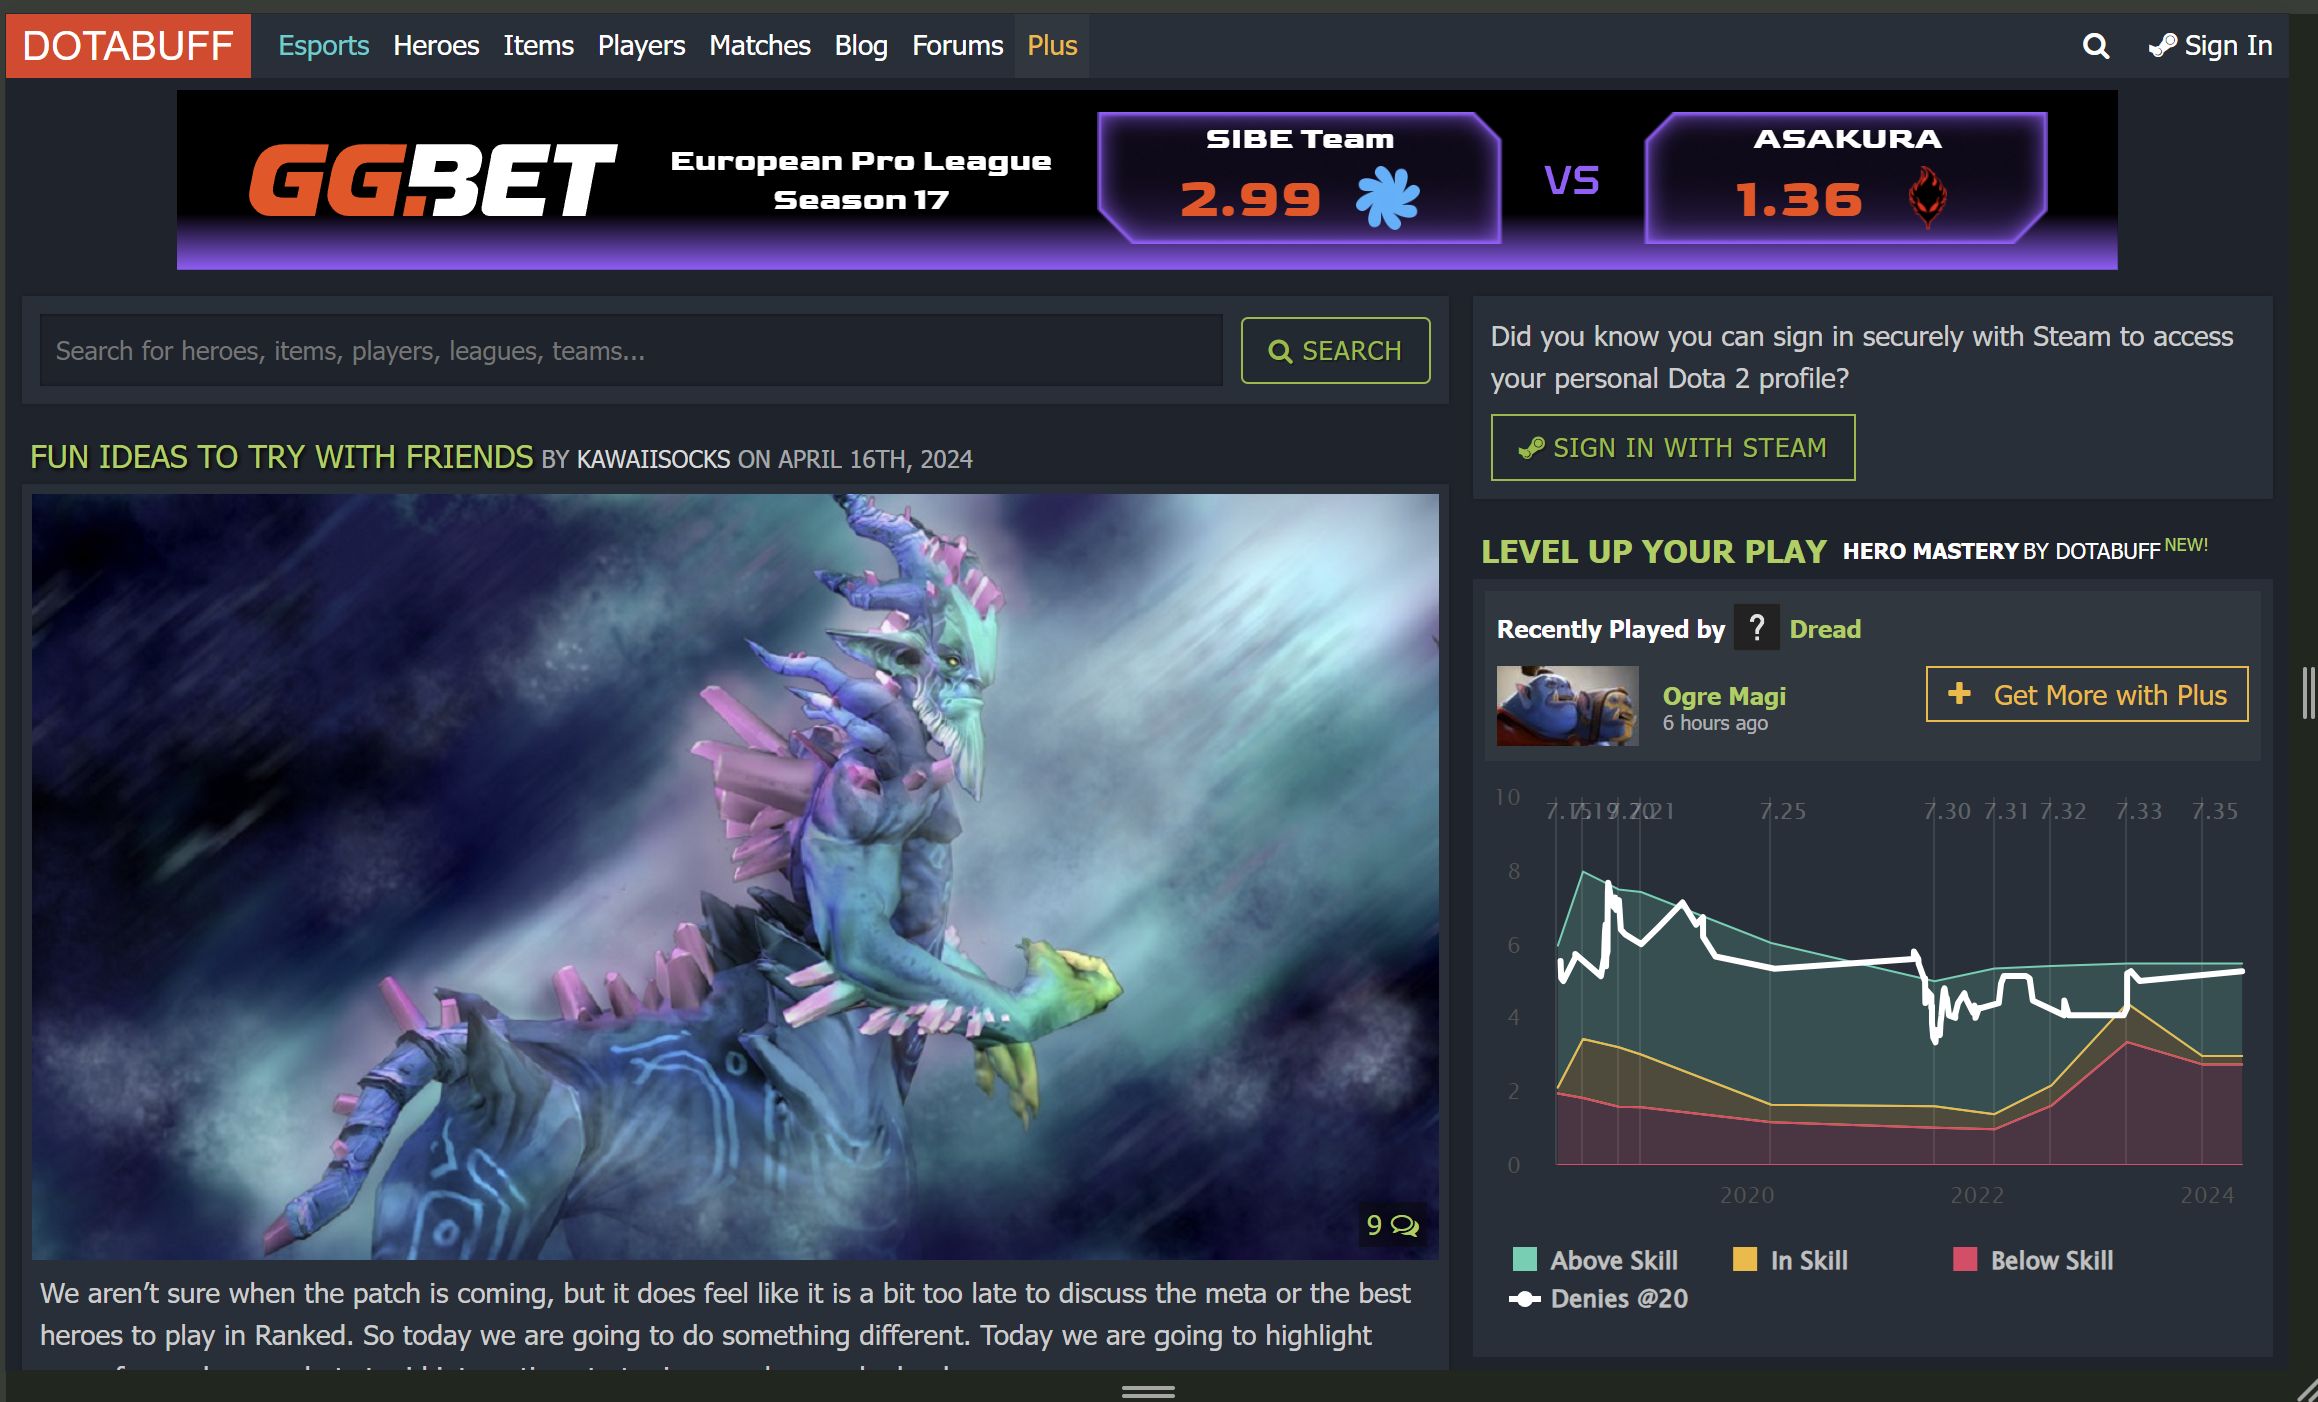 DOTABUFF Esports Heroes Items Players Matches Blog Forums Plus Sign In
GG.BET
European Pro League
Season 17
SIBE Team
2.99
VS
ASAKURA
1.36
Search for heroes, items, players, leagues, teams...
SEARCH
FUN IDEAS TO TRY WITH FRIENDS BY KAWAIISOCKS ON APRIL 16TH, 2024
9
We aren’t sure when the patch is coming, but it does feel like it is a bit too late to discuss the meta or the best
heroes to play in Ranked. So today we are going to do something different. Today we are going to highlight
Did you know you can sign in securely with Steam to access
your personal Dota 2 profile?
SIGN IN WITH STEAM
LEVEL UP YOUR PLAY HERO MASTERY BY DOTABUFF NEW!
Recently Played by ? Dread
Ogre Magi
6 hours ago
+ Get More with Plus
10
7.25 7.30 7.31 7.32 7.33 7.35
8
6
4
2
0
2020 2022 2024
Above Skill In Skill Below Skill
Denies @20